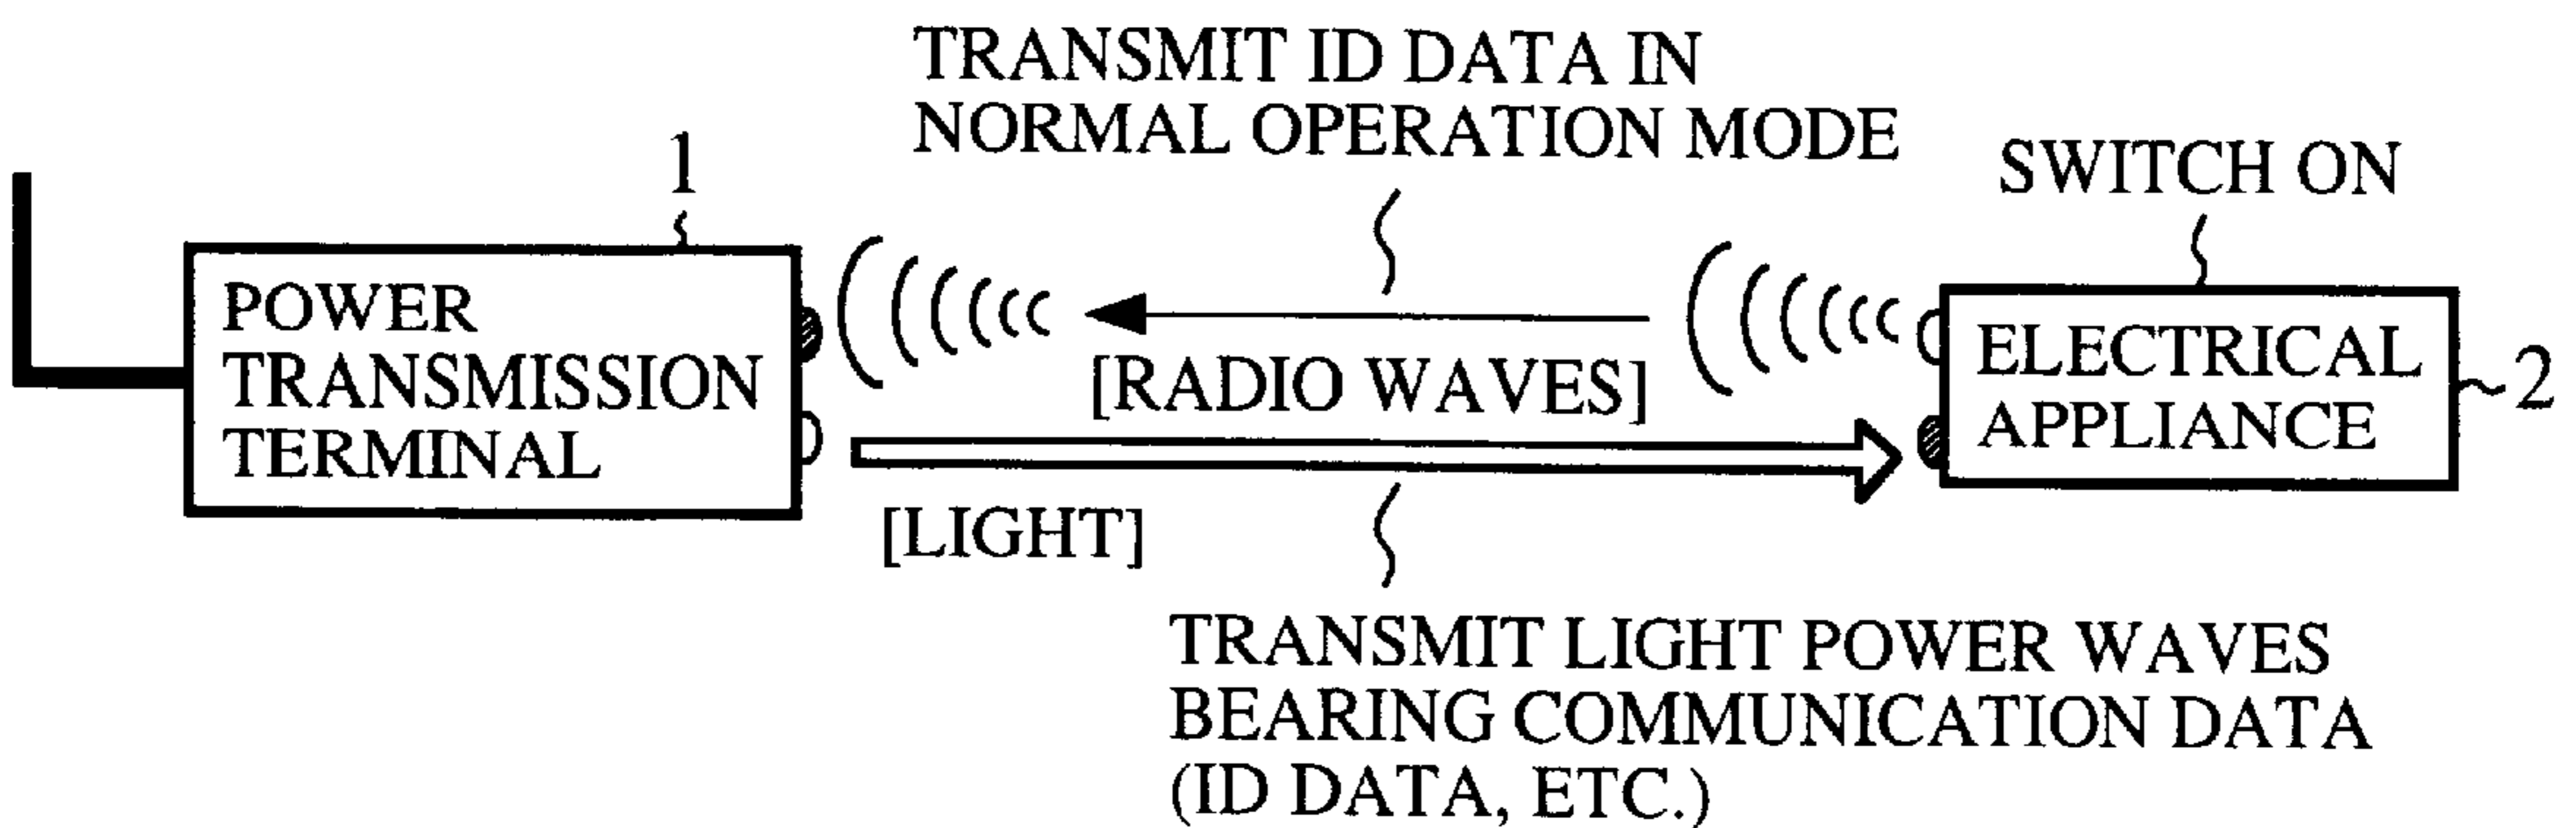 TRANSMIT ID DATA IN
NORMAL OPERATION MODE
1
SWITCH ON
POWER
TRANSMISSION
TERMINAL
[RADIO WAVES]
ELECTRICAL
APPLIANCE
2
[LIGHT]
TRANSMIT LIGHT POWER WAVES
BEARING COMMUNICATION DATA
(ID DATA, ETC.)